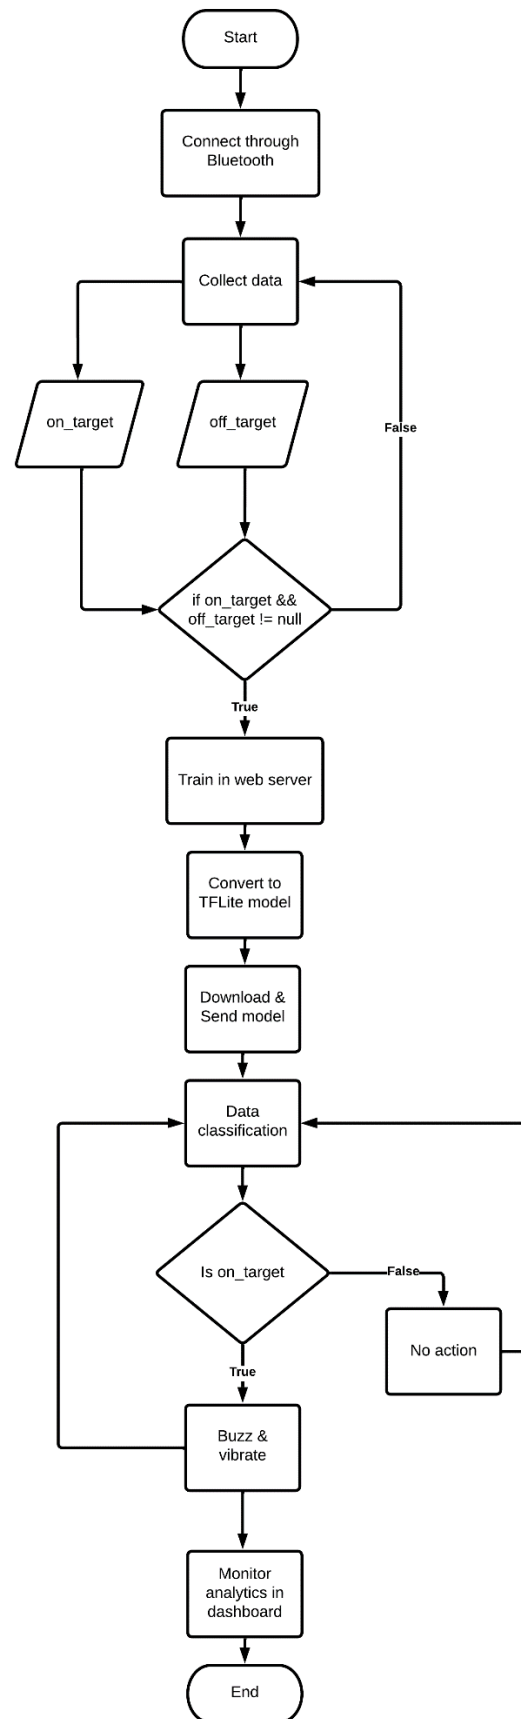 Start
Connect through
Bluetooth
Collect data
on_target
off_target
False
if on_target &&
off_target != null
True
Train in web server
Convert to
TFLite model
Download &
Send model
Data
classification
Is on_target
False
No action
True
Buzz &
vibrate
Monitor
analytics in
dashboard
End